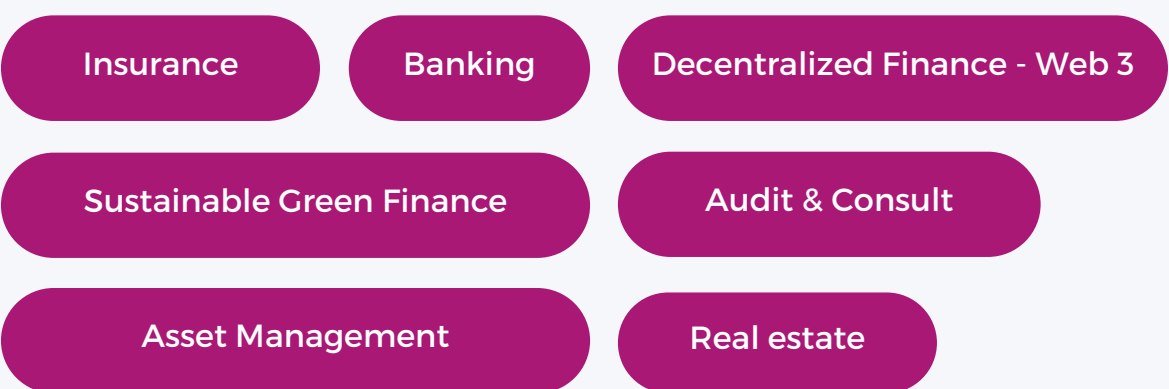 Insurance
Banking
Decentralized Finance - Web 3
Sustainable Green Finance
Audit & Consult
Asset Management
Real estate